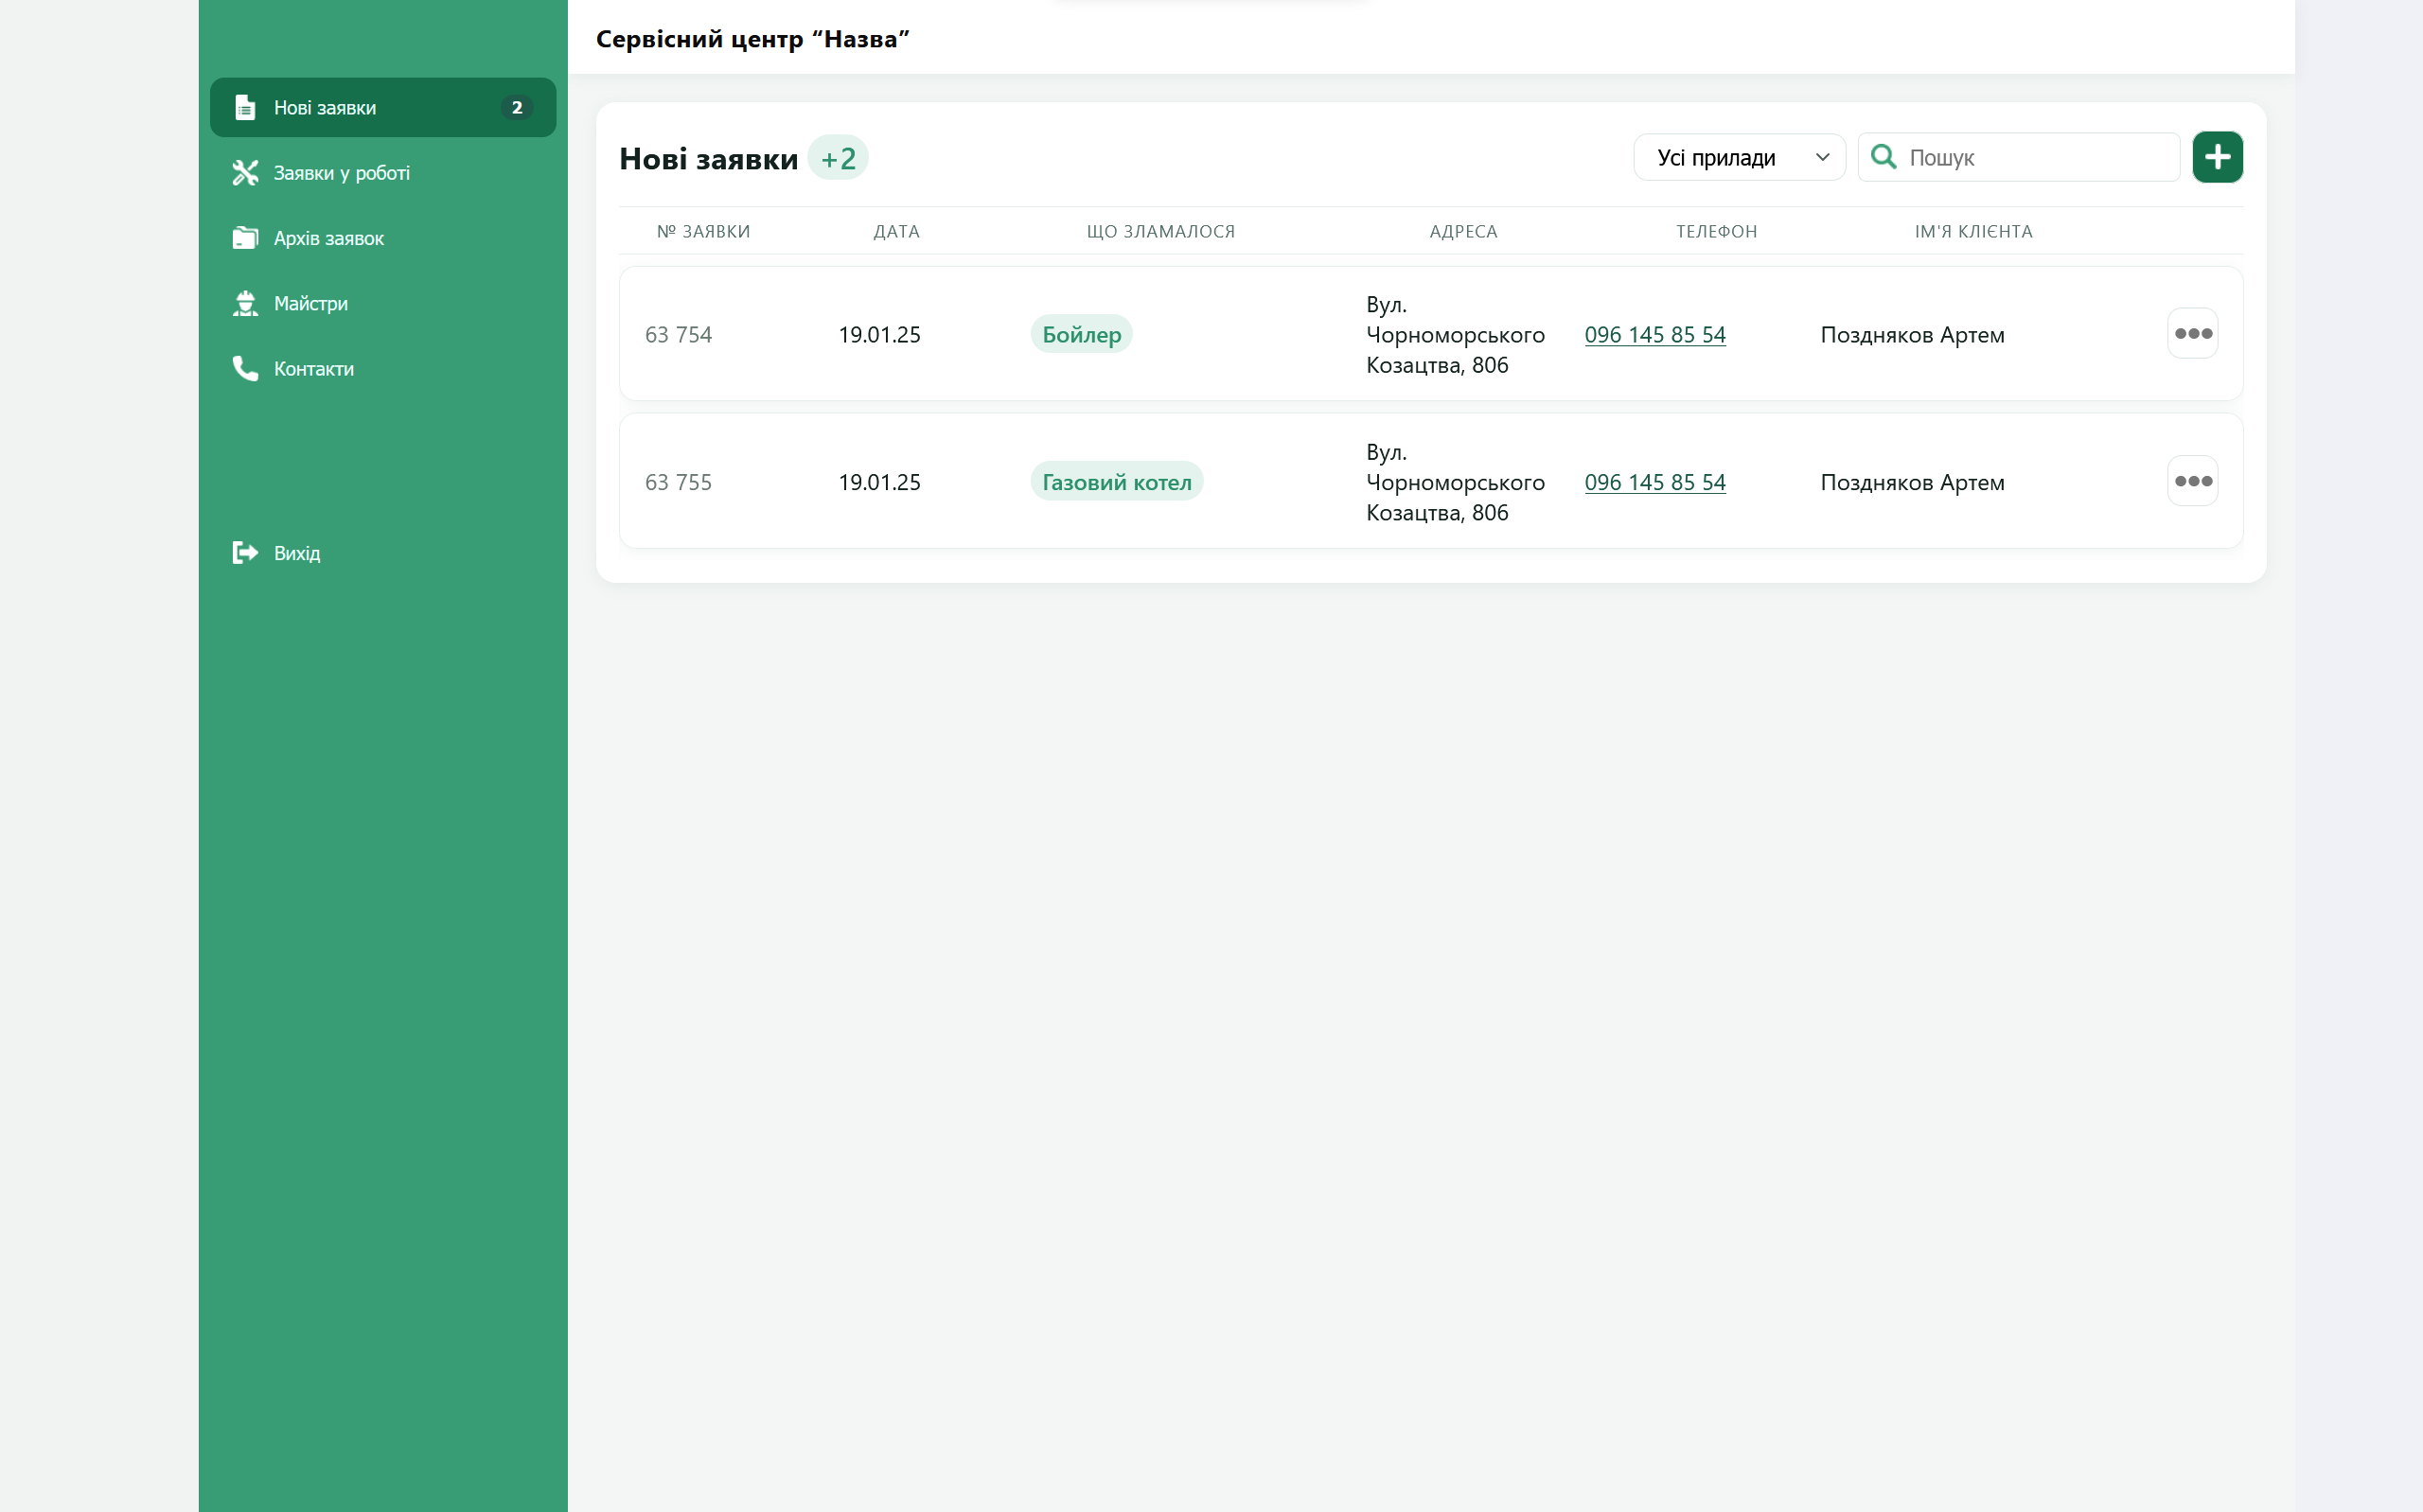 Сервісний центр “Назва”
Нові заявки 2
Заявки у роботі
Архів заявок
Майстри
Контакти
Вихід
Нові заявки +2
Усі прилади
Пошук
№ ЗАЯВКИ ДАТА ЩО ЗЛАМАЛОСЯ АДРЕСА ТЕЛЕФОН ІМ'Я КЛІЄНТА
63 754 19.01.25 Бойлер Вул. Чорноморського Козацтва, 806 096 145 85 54 Поздняков Артем
63 755 19.01.25 Газовий котел Вул. Чорноморського Козацтва, 806 096 145 85 54 Поздняков Артем